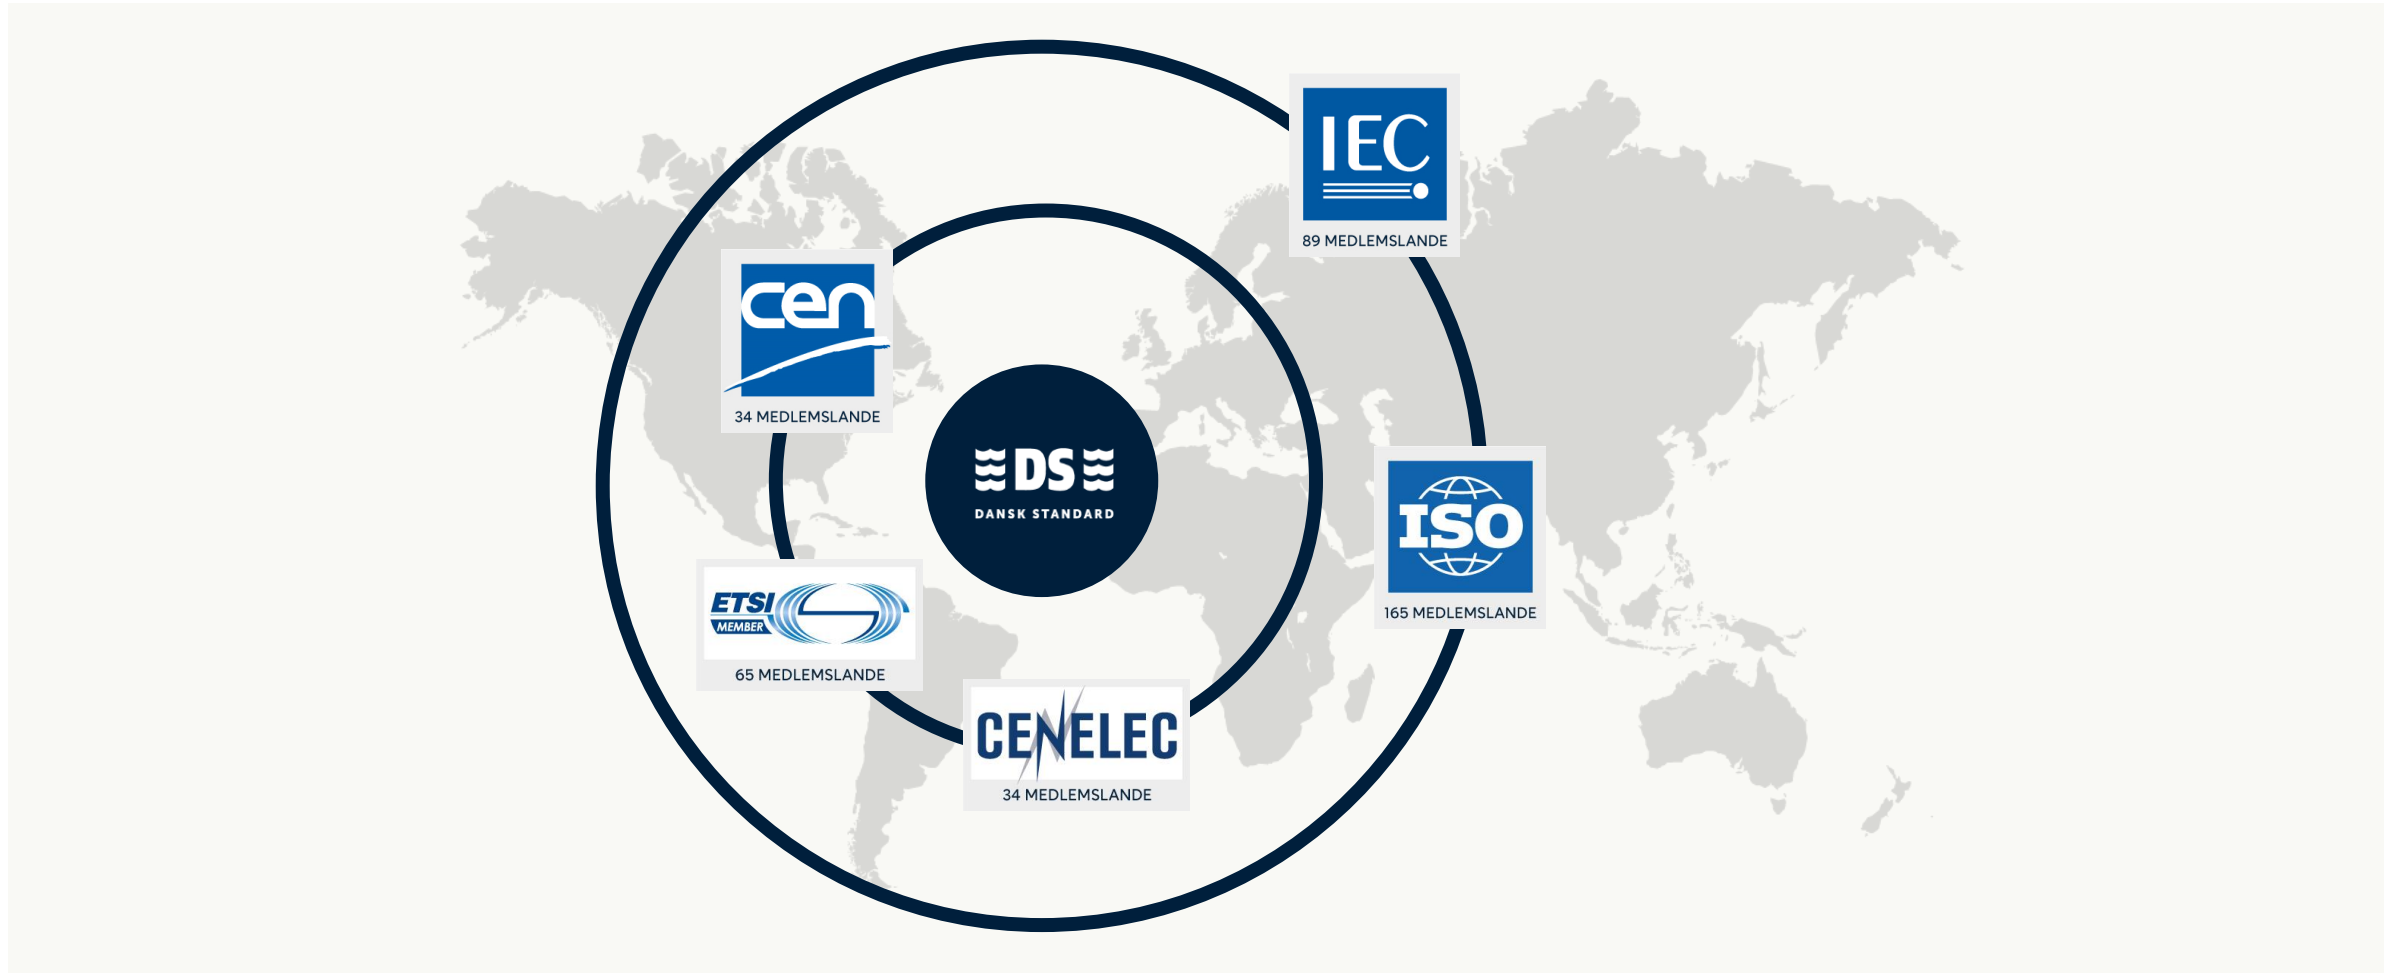 IEC
89 MEDLEMSLANDE
cen
34 MEDLEMSLANDE
DS
DANSK STANDARD
ISO
165 MEDLEMSLANDE
ETSI
MEMBER
65 MEDLEMSLANDE
CENELEC
34 MEDLEMSLANDE